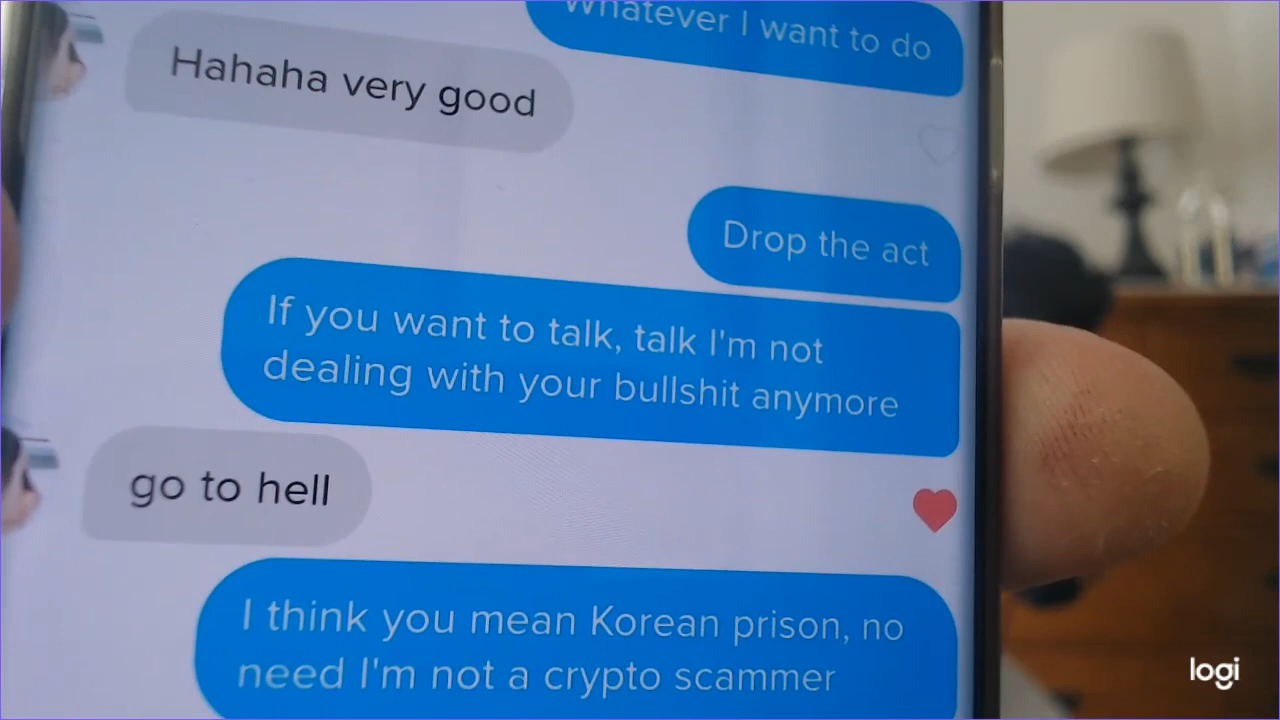 Whatever I want to do
Hahaha very good
Drop the act
If you want to talk, talk I'm not
dealing with your bullshit anymore
go to hell
I think you mean Korean prison, no
need I'm not a crypto scammer
logi